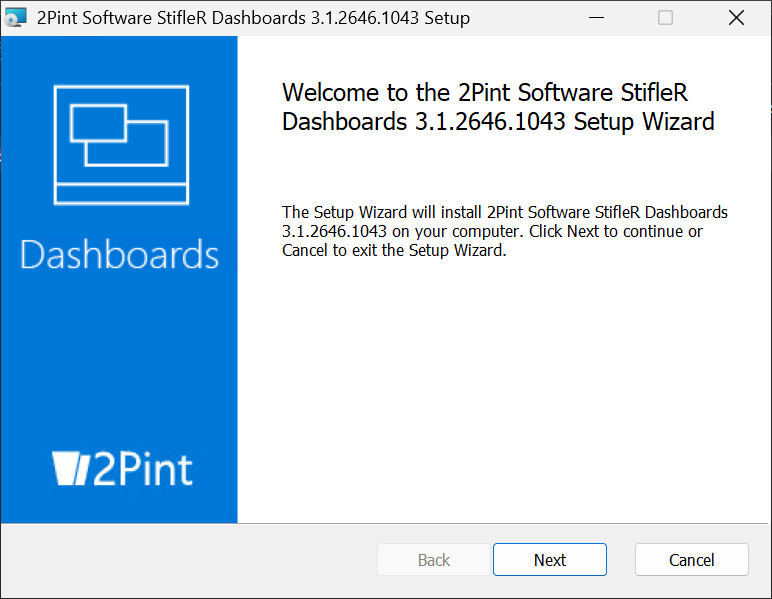 2Pint Software StifleR Dashboards 3.1.2646.1043 Setup
Welcome to the 2Pint Software StifleR
Dashboards 3.1.2646.1043 Setup Wizard
The Setup Wizard will install 2Pint Software StifleR Dashboards
3.1.2646.1043 on your computer. Click Next to continue or
Cancel to exit the Setup Wizard.
Dashboards
2Pint
Back
Next
Cancel